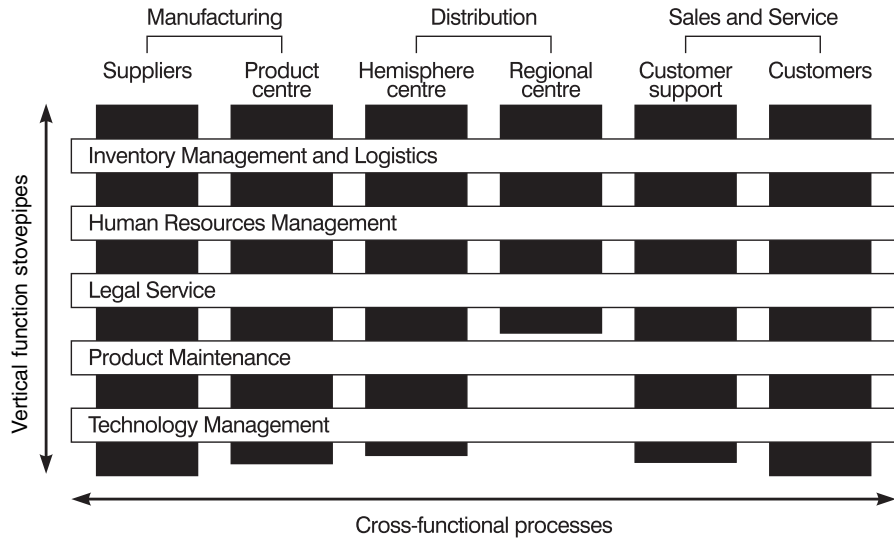 Manufacturing
Distribution
Sales and Service
Suppliers
Product
centre
Hemisphere
centre
Regional
centre
Customer
support
Customers
Vertical function stovepipes
Inventory Management and Logistics
Human Resources Management
Legal Service
Product Maintenance
Technology Management
Cross-functional processes